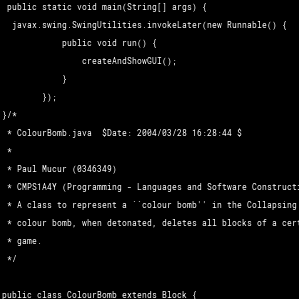 public static void main(String[] args) {
javax.swing.SwingUtilities.invokeLater(new Runnable() {
public void run() {
createAndShowGUI();
}
});
}/*
* ColourBomb.java $Date: 2004/03/28 16:28:44 $
*
* Paul Mucur (0346349)
* CMPS1A4Y (Programming - Languages and Software Constructi
* A class to represent a ``colour bomb'' in the Collapsing
* colour bomb, when detonated, deletes all blocks of a cert
* game.
*/
public class ColourBomb extends Block {